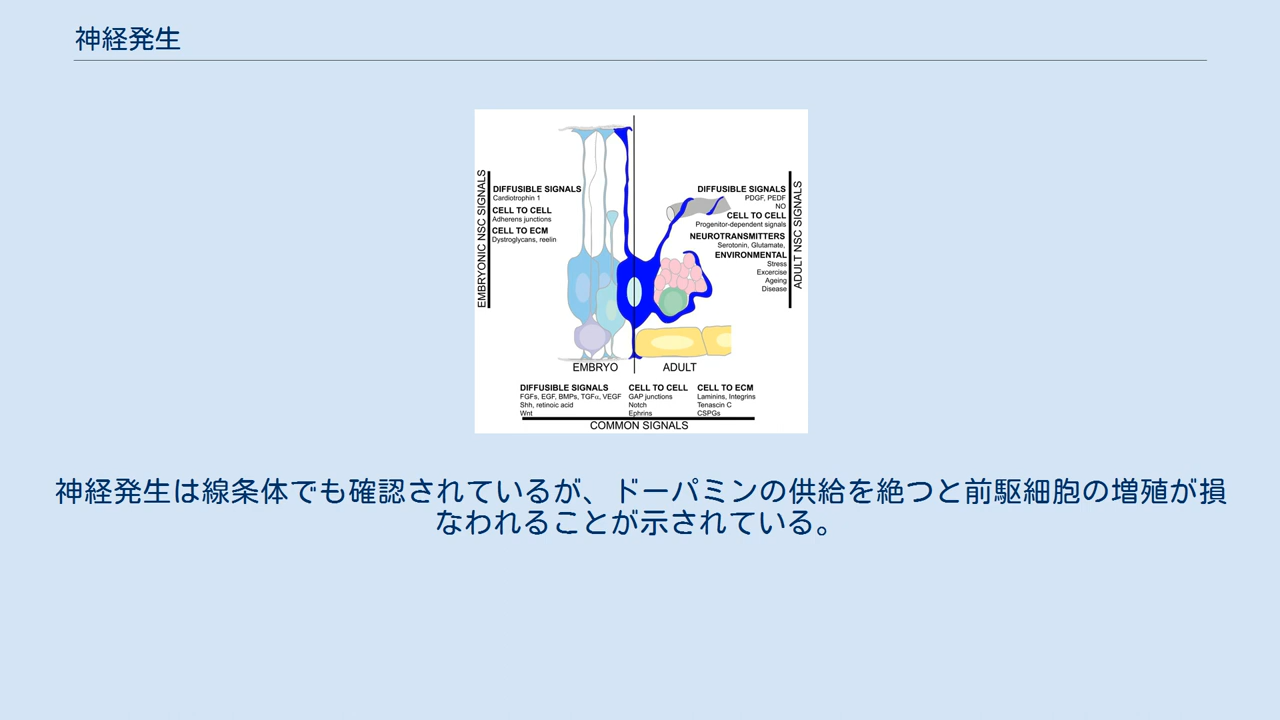 神経発生
EMBRYONIC NSC SIGNALS
DIFFUSIBLE SIGNALS
Cardiotrophin 1
CELL TO CELL
Adherens junctions
CELL TO ECM
Dystroglycans, reelin
DIFFUSIBLE SIGNALS
PDGF, PEDF
NO
CELL TO CELL
Progenitor-dependent signals
NEUROTRANSMITTERS
Serotonin, Glutamate,
ENVIRONMENTAL
Stress
Excercise
Ageing
Disease
ADULT NSC SIGNALS
EMBRYO
ADULT
DIFFUSIBLE SIGNALS
FGFs, EGF, BMPs, TGFα, VEGF
Shh, retinoic acid
Wnt
CELL TO CELL
GAP junctions
Notch
Ephrins
CELL TO ECM
Laminins, Integrins
Tenascin C
CSPGs
COMMON SIGNALS
神経発生は線条体でも確認されているが、ドーパミンの供給を絶つと前駆細胞の増殖が損
なわれることが示されている。